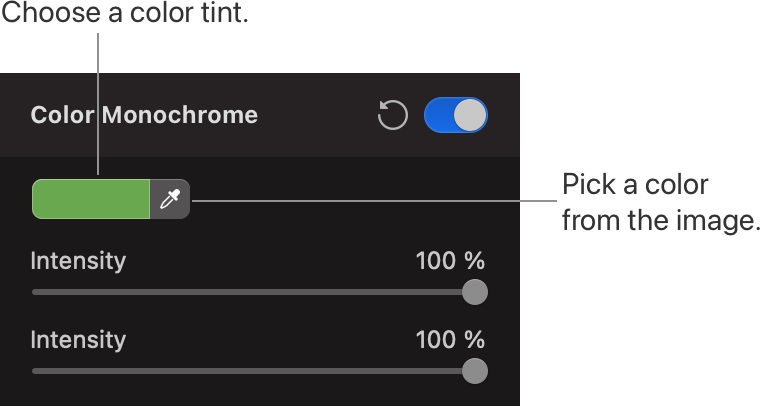 Choose a color tint.
Color Monochrome
Pick a color
from the image.
Intensity 100 %
Intensity 100 %